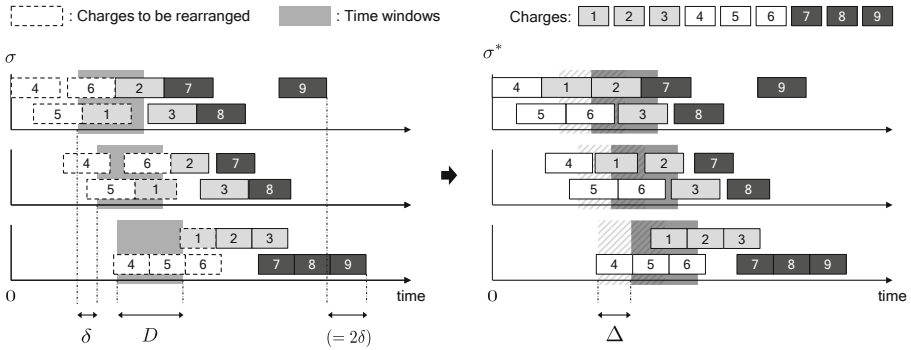 : Charges to be rearranged : Time windows Charges: 1 2 3 4 5 6 7 8 9
σ σ*
4 6 2 7 9 4 1 2 7 9
5 1 3 8 5 6 3 8
4 6 2 7 4 1 2 7
5 1 3 8 5 6 3 8
1 2 3 1 2 3
4 5 6 7 8 9 4 5 6 7 8 9
0 time 0 time
δ D (= 2δ) Δ